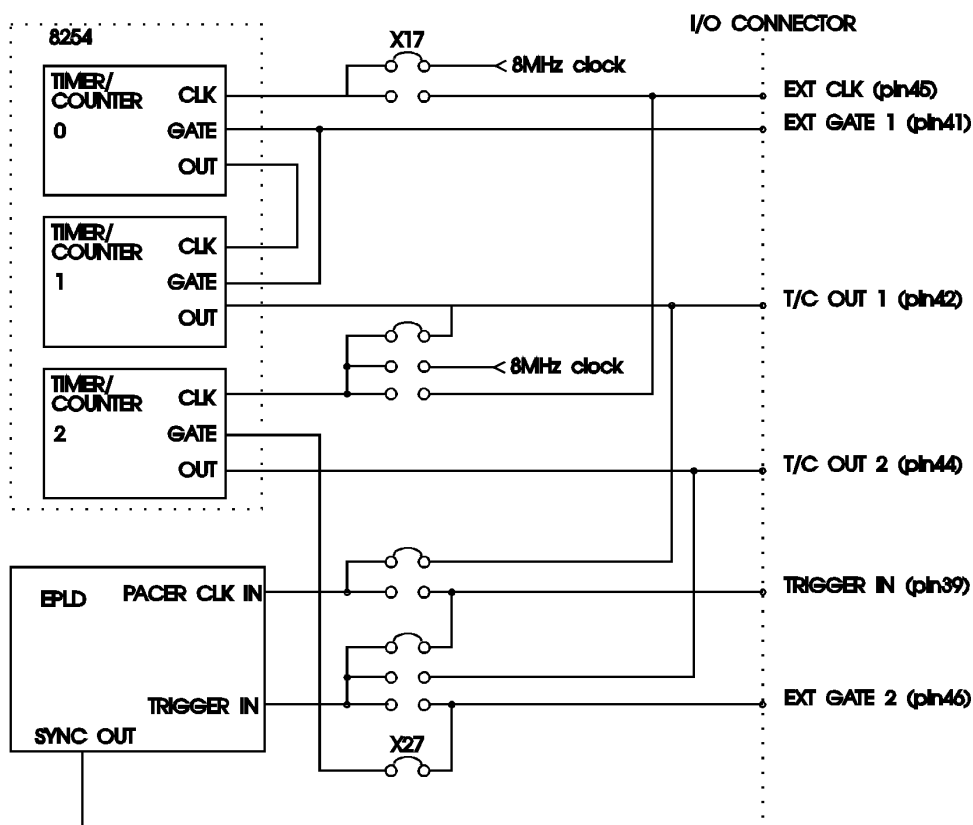 I/O CONNECTOR
8254
X17
TIMER/
COUNTER
0
CLK
GATE
OUT
8MHz clock
EXT CLK (pin45)
EXT GATE 1 (pin41)
TIMER/
COUNTER
1
CLK
GATE
OUT
T/C OUT 1 (pin42)
8MHz clock
TIMER/
COUNTER
2
CLK
GATE
OUT
T/C OUT 2 (pin44)
EPLD
PACER CLK IN
TRIGGER IN (pin39)
TRIGGER IN
EXT GATE 2 (pin46)
SYNC OUT
X27